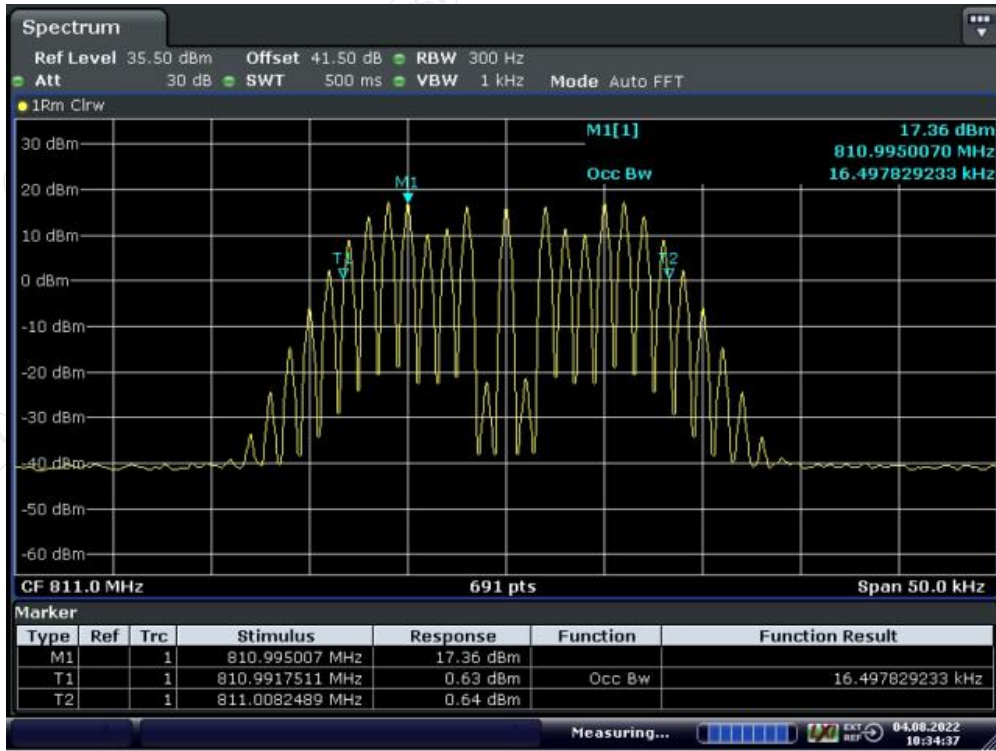 Spectrum
Ref Level 35.50 dBm Offset 41.50 dB RBW 300 Hz
Att 30 dB SWT 500 ms VBW 1 kHz Mode Auto FFT
1Rm Clrw
M1[1] 17.36 dBm
810.9950070 MHz
Occ Bw 16.497829233 kHz
30 dBm
20 dBm
M1
10 dBm
T1 T2
0 dBm
-10 dBm
-20 dBm
-30 dBm
-40 dBm
-50 dBm
-60 dBm
CF 811.0 MHz 691 pts Span 50.0 kHz
Marker
Type Ref Trc Stimulus Response Function Function Result
M1 1 810.995007 MHz 17.36 dBm
T1 1 810.9917511 MHz 0.63 dBm Occ Bw 16.497829233 kHz
T2 1 811.0082489 MHz 0.64 dBm
Measuring... LXI EXT REF 04.08.2022
10:34:37